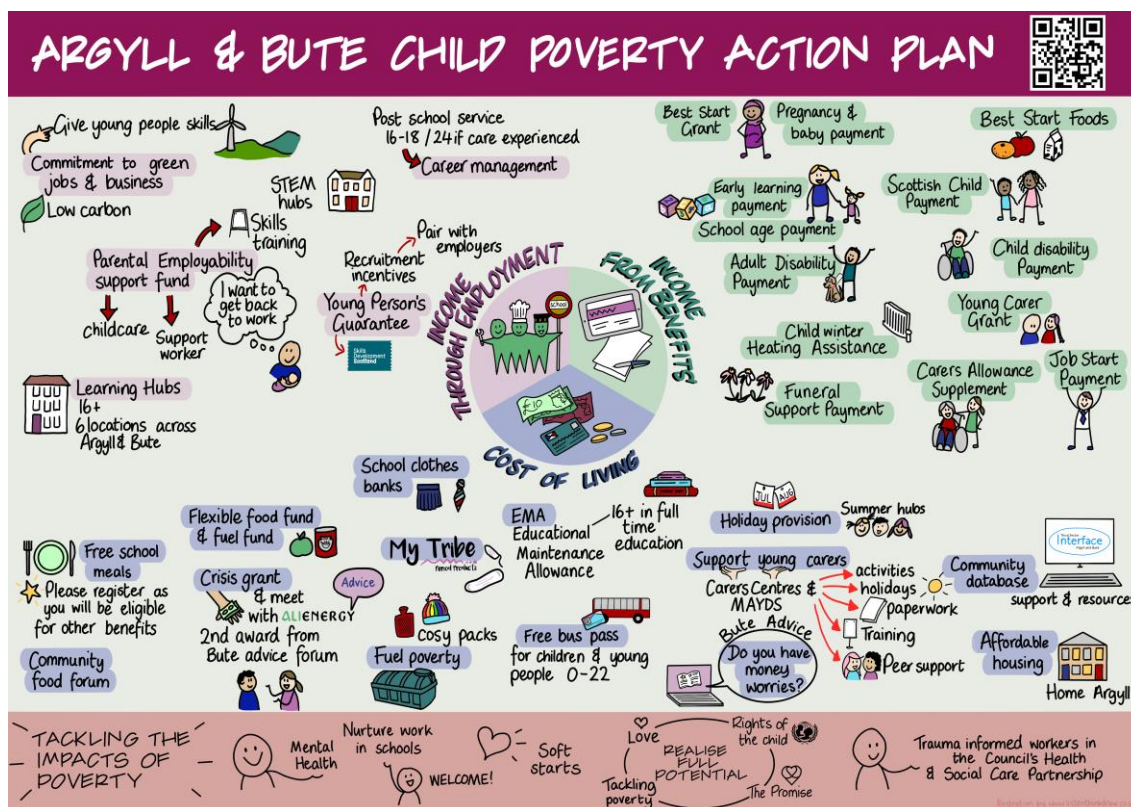 ARGYLL & BUTE CHILD POVERTY ACTION PLAN
Give young people skills
Commitment to green
jobs & business
Low carbon
Post school service
16-18 / 24 if care experienced
Career management
STEM
hubs
Skills
training
Parental Employability
support fund
childcare
Support
worker
I want to
get back
to work
Pair with
employers
Recruitment
incentives
Young Person's
Guarantee
Skills
Development
Scotland
Learning Hubs
16+
6 locations across
Argyll & Bute
INCOME
THROUGH EMPLOYMENT
school
INCOME
FROM BENEFITS
£10
COST OF LIVING
Best Start
Grant
Pregnancy &
baby payment
Best Start Foods
Early learning
payment
School age payment
Scottish Child
Payment
Adult Disability
Payment
Child disability
Payment
Young Carer
Grant
Child winter
Heating Assistance
Funeral
Support Payment
Carers Allowance
Supplement
Job Start
Payment
School clothes
banks
Flexible food fund
& fuel fund
Free school
meals
Please register as
you will be eligible
for other benefits
Community
food forum
Crisis grant
& meet
with ALIENERGY
2nd award from
Bute advice forum
Advice
My Tribe
Period Products
cosy packs
Fuel poverty
EMA
Educational
Maintenance
Allowance
16+ in full
time
education
Free bus pass
for children & young
people 0-22
JUL
AUG
Holiday provision
Summer hubs
Support young carers
Carers Centres &
MAYDS
activities
holidays
paperwork
Training
Peer support
Bute Advice
Do you have
money
worries?
Interface
Community
database
support & resources
Affordable
housing
Home Argyll
TACKLING THE
IMPACTS OF
POVERTY
Mental
Health
Nurture work
in schools
WELCOME!
Soft
starts
Love
Rights of
the child
REALISE
FULL
POTENTIAL
Tackling
poverty
The Promise
Trauma informed workers in
the Council's Health
& Social Care Partnership